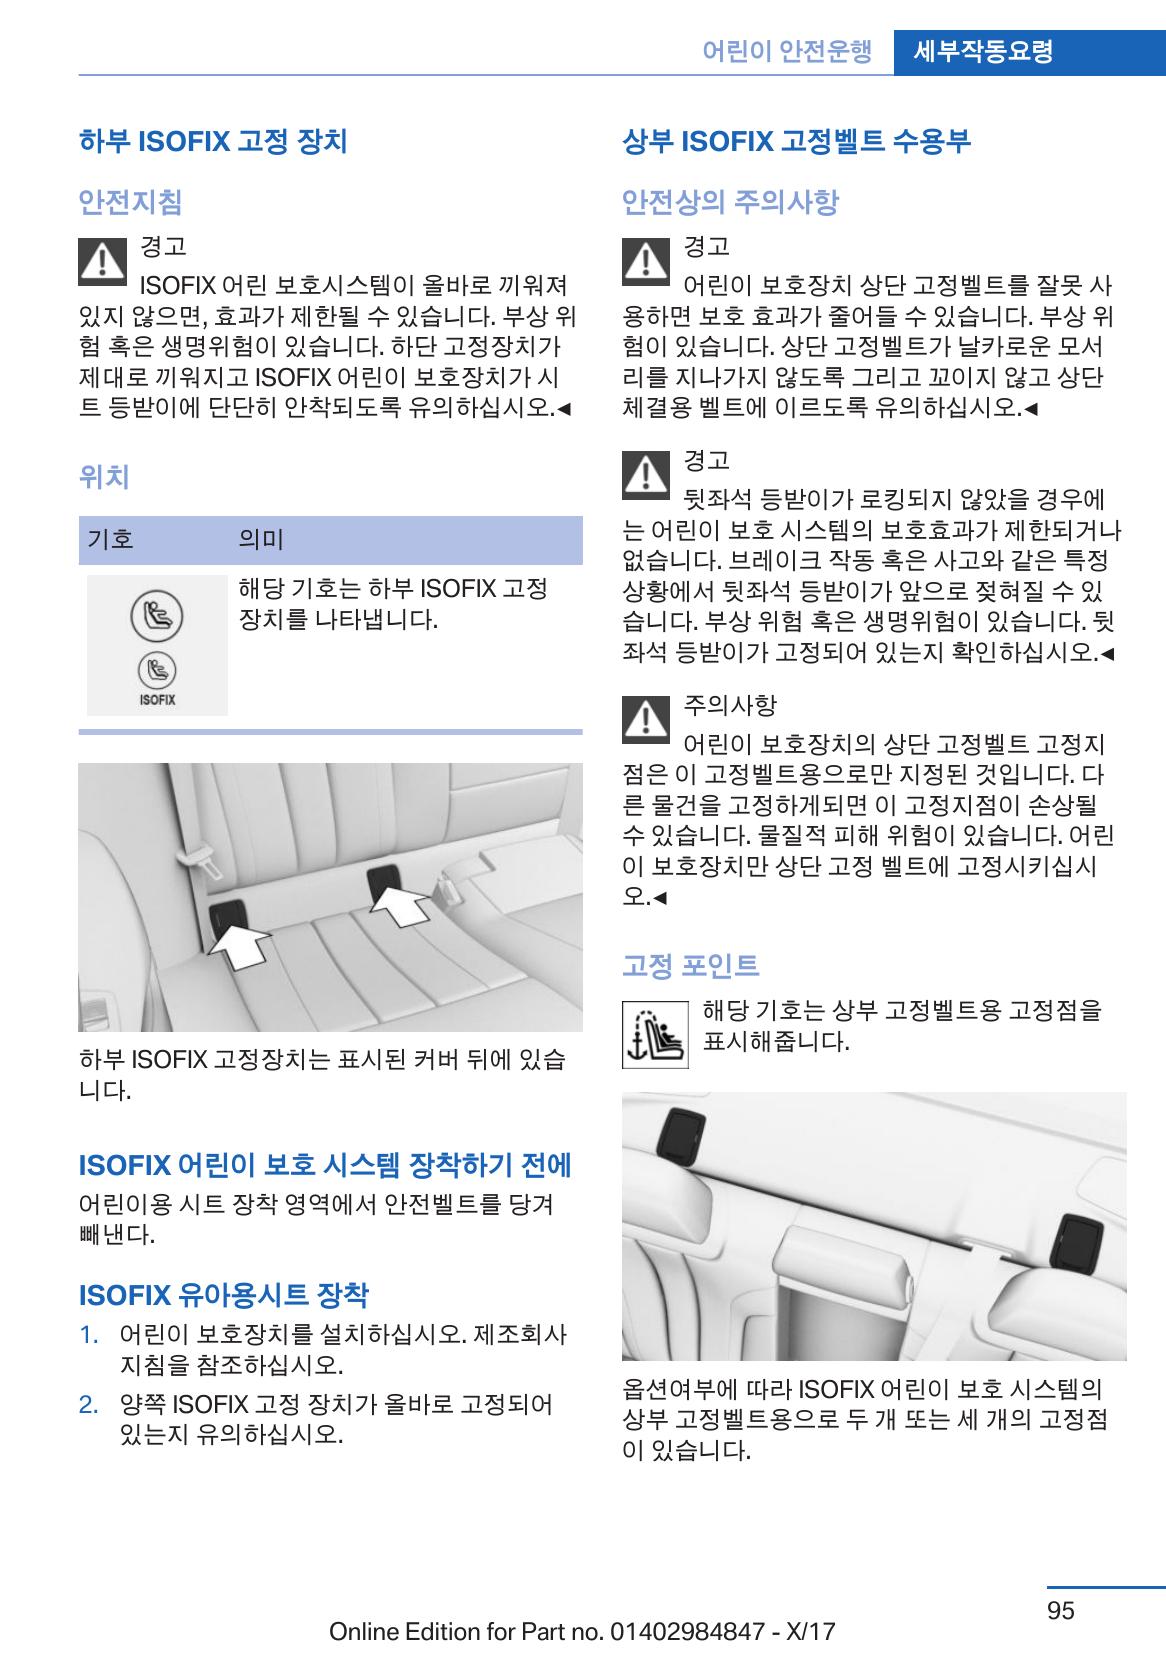 어린이 안전운행
세부작동요령
하부 ISOFIX 고정 장치
안전지침
경고
ISOFIX 어린 보호시스템이 올바로 끼워져
있지 않으면, 효과가 제한될 수 있습니다. 부상 위
험 혹은 생명위험이 있습니다. 하단 고정장치가
제대로 끼워지고 ISOFIX 어린이 보호장치가 시
트 등받이에 단단히 안착되도록 유의하십시오.◄
위치
기호 의미
해당 기호는 하부 ISOFIX 고정
장치를 나타냅니다.
ISOFIX
하부 ISOFIX 고정장치는 표시된 커버 뒤에 있습
니다.
ISOFIX 어린이 보호 시스템 장착하기 전에
어린이용 시트 장착 영역에서 안전벨트를 당겨
빼낸다.
ISOFIX 유아용시트 장착
1. 어린이 보호장치를 설치하십시오. 제조회사
지침을 참조하십시오.
2. 양쪽 ISOFIX 고정 장치가 올바로 고정되어
있는지 유의하십시오.
상부 ISOFIX 고정벨트 수용부
안전상의 주의사항
경고
어린이 보호장치 상단 고정벨트를 잘못 사
용하면 보호 효과가 줄어들 수 있습니다. 부상 위
험이 있습니다. 상단 고정벨트가 날카로운 모서
리를 지나가지 않도록 그리고 꼬이지 않고 상단
체결용 벨트에 이르도록 유의하십시오.◄
경고
뒷좌석 등받이가 로킹되지 않았을 경우에
는 어린이 보호 시스템의 보호효과가 제한되거나
없습니다. 브레이크 작동 혹은 사고와 같은 특정
상황에서 뒷좌석 등받이가 앞으로 젖혀질 수 있
습니다. 부상 위험 혹은 생명위험이 있습니다. 뒷
좌석 등받이가 고정되어 있는지 확인하십시오.◄
주의사항
어린이 보호장치의 상단 고정벨트 고정지
점은 이 고정벨트용으로만 지정된 것입니다. 다
른 물건을 고정하게되면 이 고정지점이 손상될
수 있습니다. 물질적 피해 위험이 있습니다. 어린
이 보호장치만 상단 고정 벨트에 고정시키십시
오.◄
고정 포인트
해당 기호는 상부 고정벨트용 고정점을
표시해줍니다.
옵션여부에 따라 ISOFIX 어린이 보호 시스템의
상부 고정벨트용으로 두 개 또는 세 개의 고정점
이 있습니다.
95
Online Edition for Part no. 01402984847 - X/17